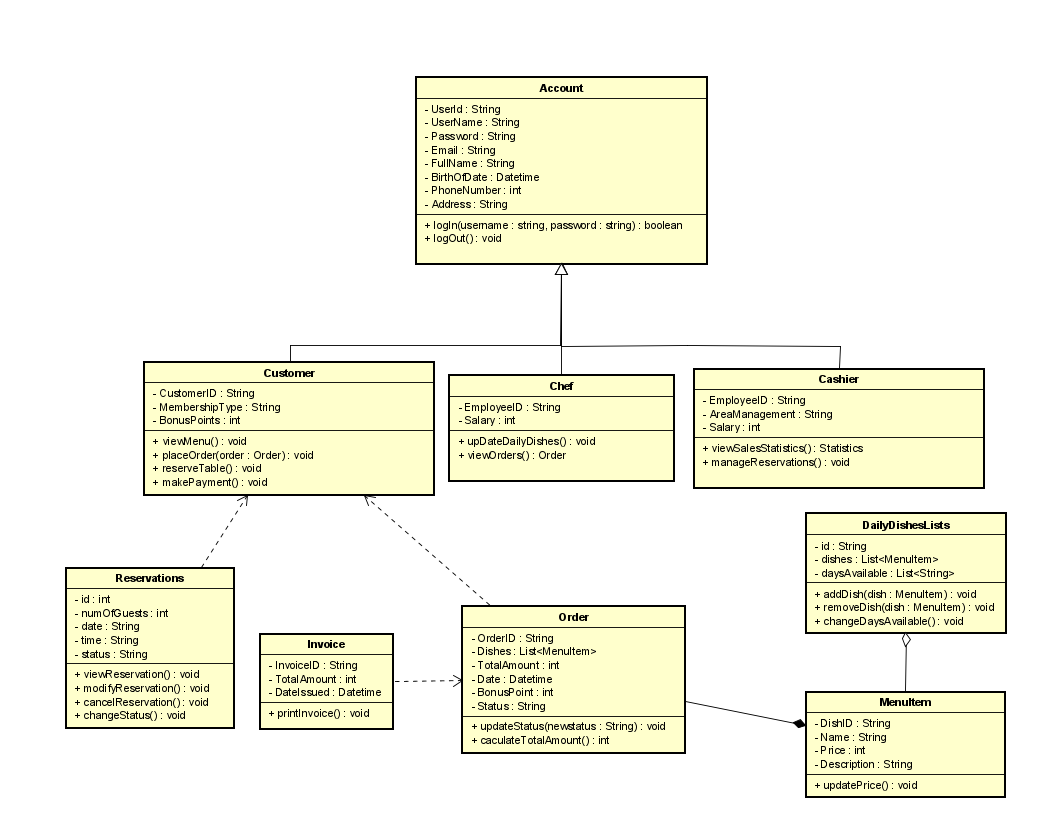 Account
- UserId : String
- UserName : String
- Password : String
- Email : String
- FullName : String
- BirthOfDate : Datetime
- PhoneNumber : int
- Address : String
+ logIn(username : string, password : string) : boolean
+ logOut() : void
Customer
- CustomerID : String
- MembershipType : String
- BonusPoints : int
+ viewMenu() : void
+ placeOrder(order : Order) : void
+ reserveTable() : void
+ makePayment() : void
Chef
- EmployeeID : String
- Salary : int
+ upDateDailyDishes() : void
+ viewOrders() : Order
Cashier
- EmployeeID : String
- AreaManagement : String
- Salary : int
+ viewSalesStatistics() : Statistics
+ manageReservations() : void
DailyDishesLists
- id : String
- dishes : List<MenuItem>
- daysAvailable : List<String>
+ addDish(dish : MenuItem) : void
+ removeDish(dish : MenuItem) : void
+ changeDaysAvailable() : void
Reservations
- id : int
- numOfGuests : int
- date : String
- time : String
- status : String
+ viewReservation() : void
+ modifyReservation() : void
+ cancelReservation() : void
+ changeStatus() : void
Invoice
- InvoiceID : String
- TotalAmount : int
- DateIssued : Datetime
+ printInvoice() : void
Order
- OrderID : String
- Dishes : List<MenuItem>
- TotalAmount : int
- Date : Datetime
- BonusPoint : int
- Status : String
+ updateStatus(newstatus : String) : void
+ caculateTotalAmount() : int
MenuItem
- DishID : String
- Name : String
- Price : int
- Description : String
+ updatePrice() : void